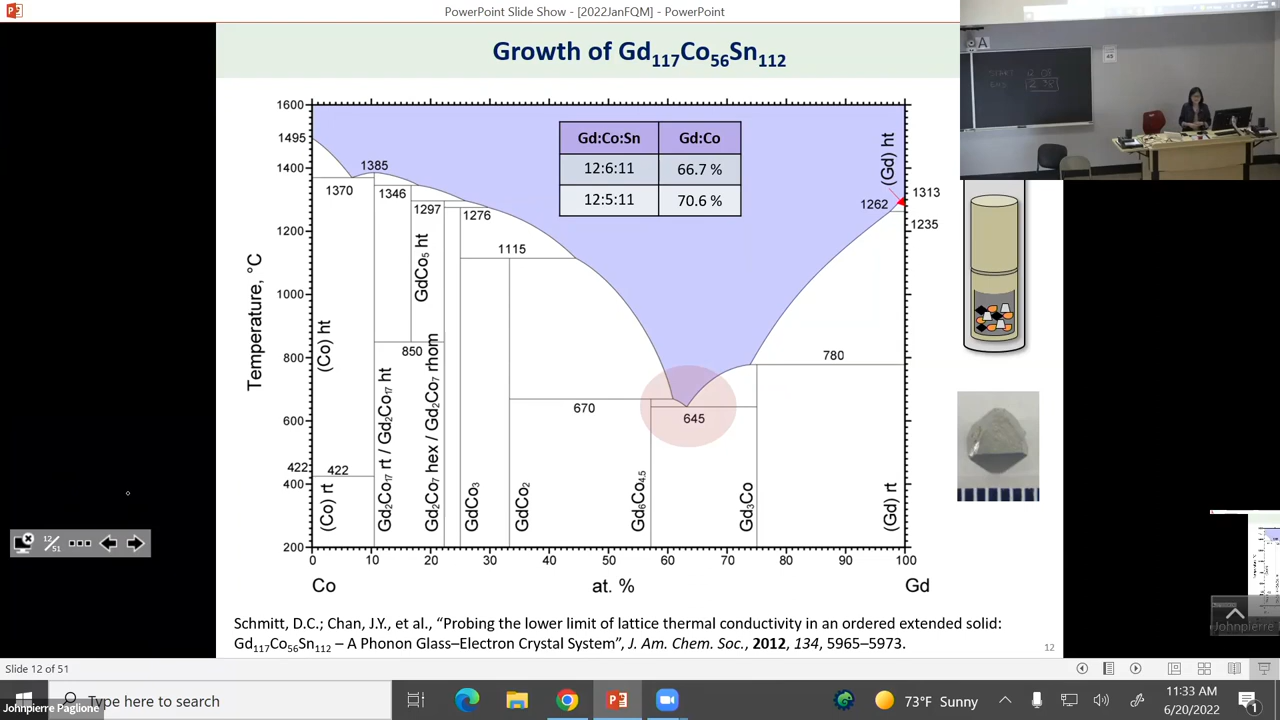 PowerPoint Slide Show - [2022JanFQM] - PowerPoint
Growth of Gd117Co56Sn112
Gd:Co:Sn Gd:Co
12:6:11 66.7 %
12:5:11 70.6 %
1600
1495
1400
1200
1000
800
600
422
400
200
Temperature, °C
1385
1370
1346
1297
1276
1115
850
670
645
780
422
1262
1313
1235
(Co) ht
(Co) rt
Gd2Co17 rt / Gd2Co17 ht
GdCo5 ht
Gd2Co7 hex / Gd2Co7 rhom
GdCo3
GdCo2
Gd6Co4.5
Gd3Co
(Gd) ht
(Gd) rt
0 10 20 30 40 50 60 70 80 90 100
Co at. % Gd
Schmitt, D.C.; Chan, J.Y., et al., “Probing the lower limit of lattice thermal conductivity in an ordered extended solid:
Gd117Co56Sn112 – A Phonon Glass–Electron Crystal System”, J. Am. Chem. Soc., 2012, 134, 5965–5973.
12
12/51
A
45
Johnpierre
Slide 12 of 51
Type here to search
Johnpierre Paglione
73°F Sunny
11:33 AM
6/20/2022
1